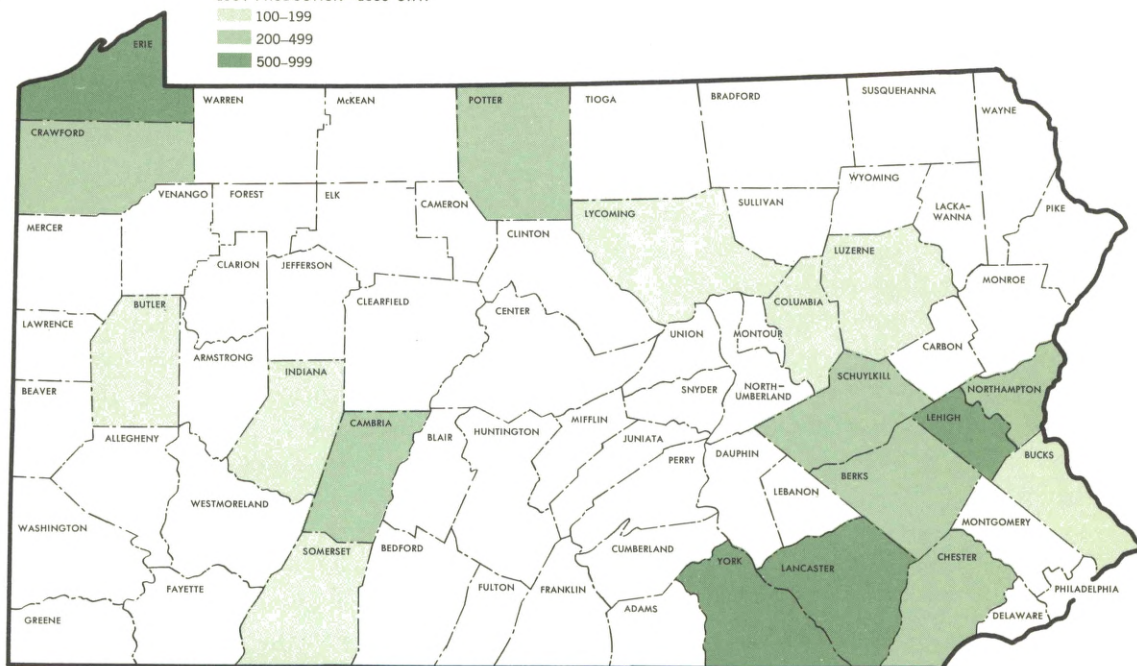 100–199
200–499
500–999
ERIE
WARREN
McKEAN
POTTER
TIOGA
BRADFORD
SUSQUEHANNA
WAYNE
CRAWFORD
VENANGO
FOREST
ELK
CAMERON
WYOMING
LACKA–
WANNA
PIKE
LYCOMING
SULLIVAN
MERCER
CLINTON
LUZERNE
CLARION
JEFFERSON
MONROE
CLEARFIELD
COLUMBIA
BUTLER
CENTER
LAWRENCE
UNION
MONTOUR
CARBON
ARMSTRONG
INDIANA
SCHUYLKILL
NORTHAMPTON
BEAVER
SNYDER
NORTH–
UMBERLAND
LEHIGH
CAMBRIA
MIFFLIN
ALLEGHENY
BLAIR
HUNTINGTON
JUNIATA
PERRY
DAUPHIN
BUCKS
BERKS
LEBANON
WESTMORELAND
WASHINGTON
MONTGOMERY
SOMERSET
BEDFORD
CUMBERLAND
YORK
LANCASTER
CHESTER
FAYETTE
FULTON
FRANKLIN
PHILADELPHIA
ADAMS
DELAWARE
GREENE